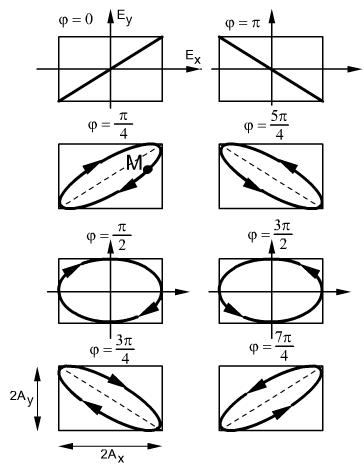 φ = 0
E_y
φ = π
E_x
φ = π/4
φ = 5π/4
M
φ = π/2
φ = 3π/2
φ = 3π/4
φ = 7π/4
2A_y
2A_x